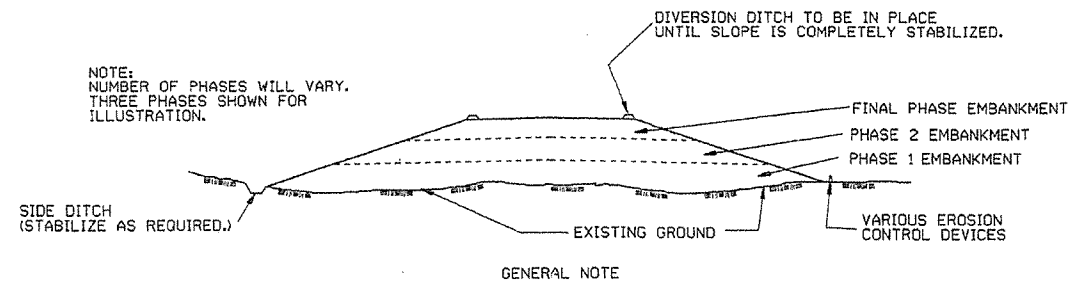 DIVERSION DITCH TO BE IN PLACE
UNTIL SLOPE IS COMPLETELY STABILIZED.
NOTE:
NUMBER OF PHASES WILL VARY.
THREE PHASES SHOWN FOR
ILLUSTRATION.
FINAL PHASE EMBANKMENT
PHASE 2 EMBANKMENT
PHASE 1 EMBANKMENT
SIDE DITCH
(STABILIZE AS REQUIRED.)
EXISTING GROUND
VARIOUS EROSION
CONTROL DEVICES
GENERAL NOTE